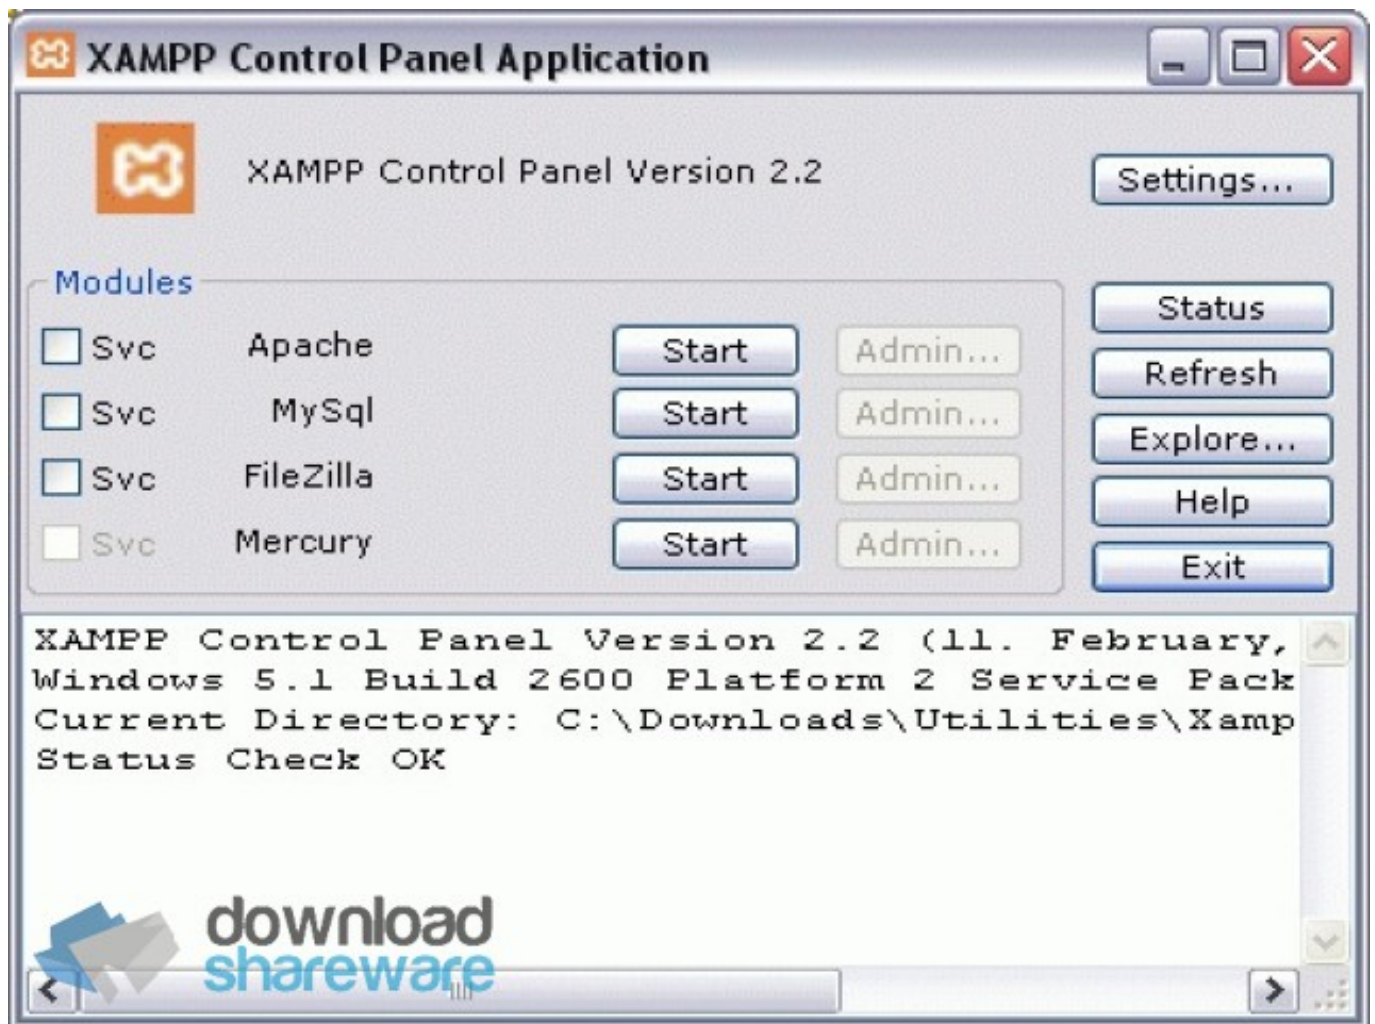 XAMPP Control Panel Application
XAMPP Control Panel Version 2.2
Settings...
Modules
Svc Apache Start Admin...
Svc MySql Start Admin...
Svc FileZilla Start Admin...
Svc Mercury Start Admin...
Status
Refresh
Explore...
Help
Exit
XAMPP Control Panel Version 2.2 (11. February,
Windows 5.1 Build 2600 Platform 2 Service Pack
Current Directory: C:\Downloads\Utilities\Xamp
Status Check OK
download
shareware